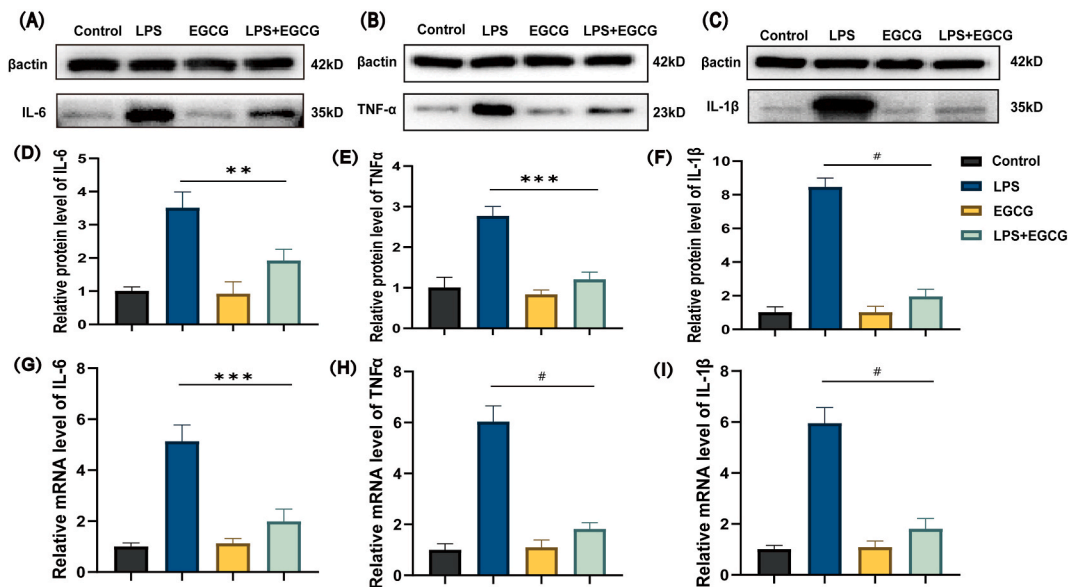 (A)
Control LPS EGCG LPS+EGCG
βactin 42kD
IL-6 35kD
(B)
Control LPS EGCG LPS+EGCG
βactin 42kD
TNF-α 23kD
(C)
Control LPS EGCG LPS+EGCG
βactin 42kD
IL-1β 35kD
(D)
Relative protein level of IL-6
5
4
3
2
1
0
**
(E)
Relative protein level of TNFα
4
3
2
1
0
***
(F)
Relative protein level of IL-1β
10
8
6
4
2
0
#
Control
LPS
EGCG
LPS+EGCG
(G)
Relative mRNA level of IL-6
8
6
4
2
0
***
(H)
Relative mRNA level of TNFα
8
6
4
2
0
#
(I)
Relative mRNA level of IL-1β
8
6
4
2
0
#